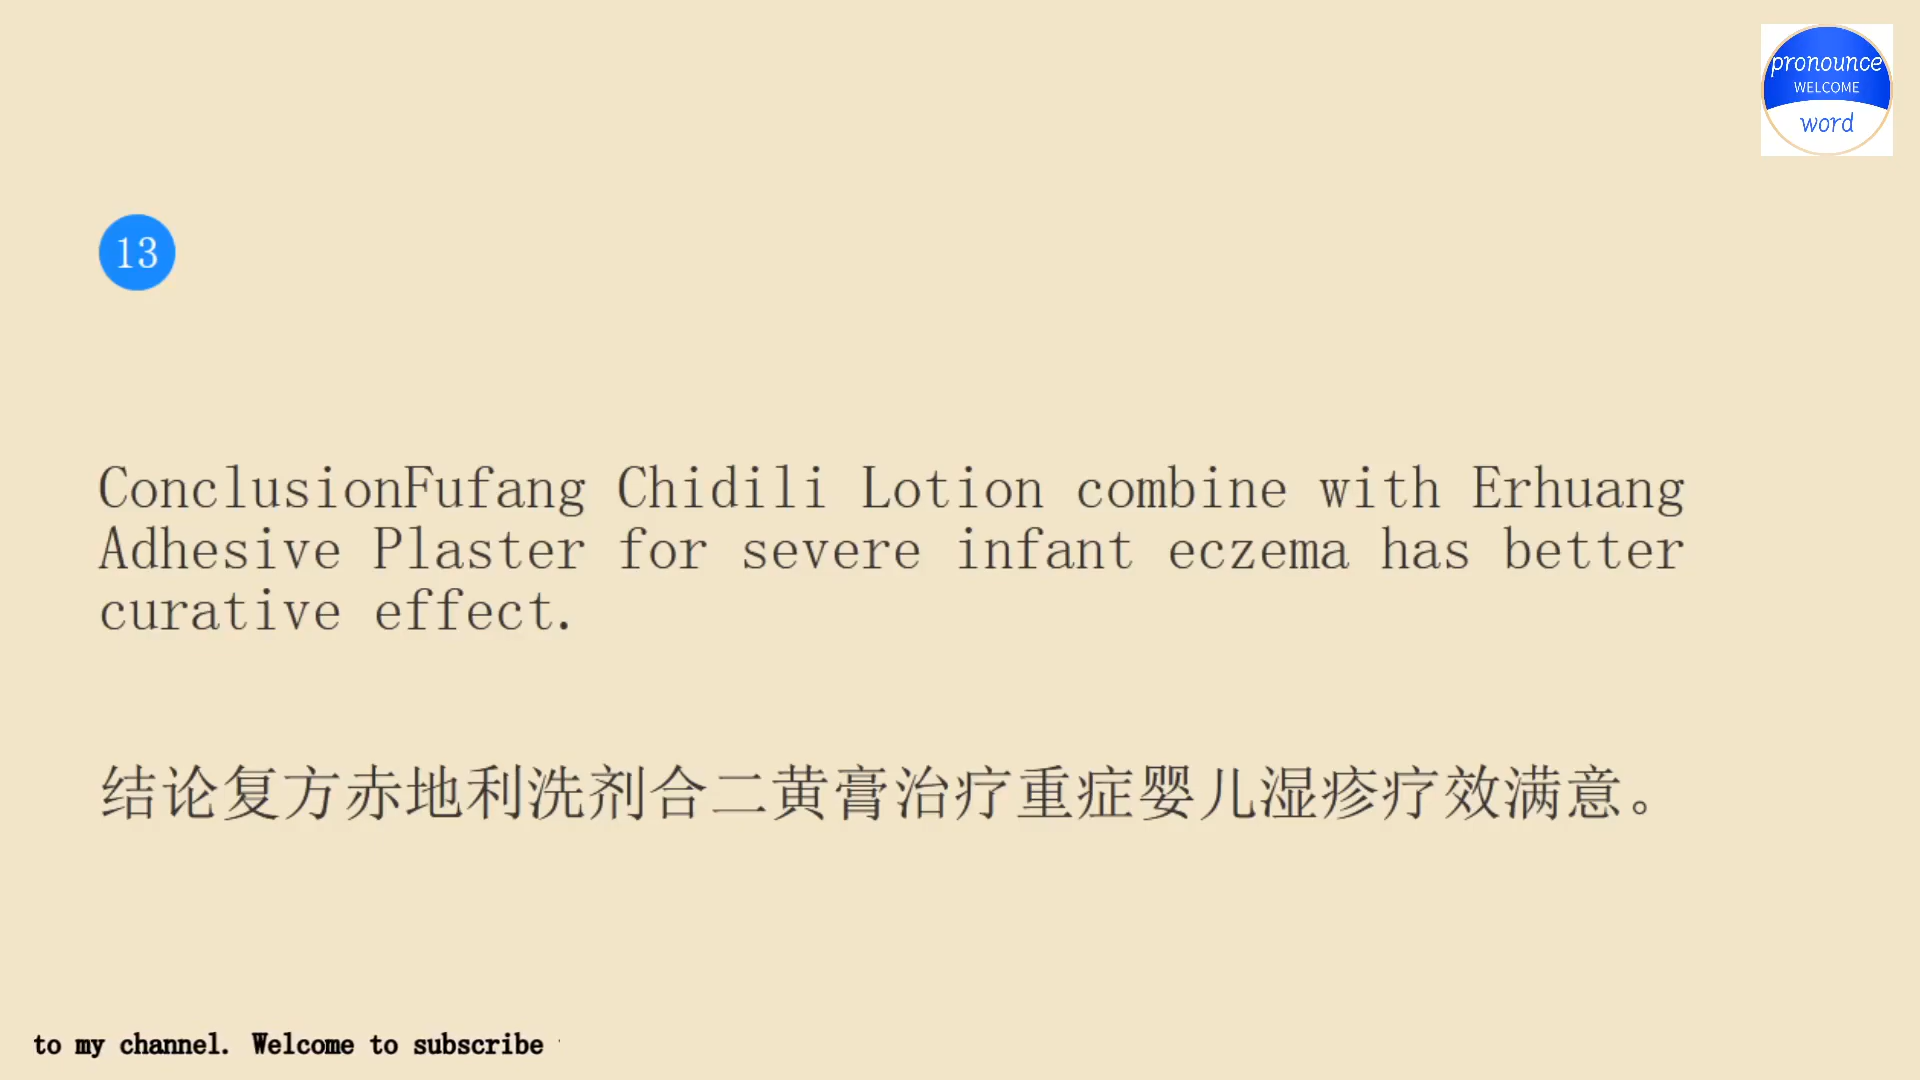 pronounce
WELCOME
word
13
ConclusionFufang Chidili Lotion combine with Erhuang
Adhesive Plaster for severe infant eczema has better
curative effect.
结论复方赤地利洗剂合二黄膏治疗重症婴儿湿疹疗效满意。
to my channel. Welcome to subscribe